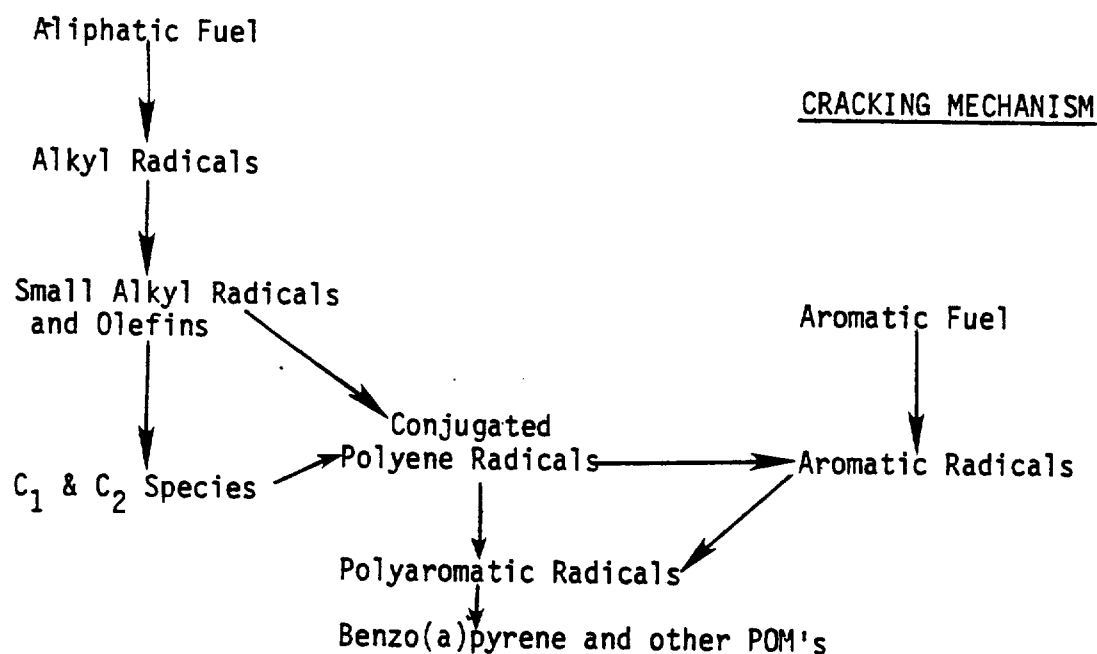 Aliphatic Fuel
CRACKING MECHANISM
Alkyl Radicals
Small Alkyl Radicals
and Olefins
Aromatic Fuel
Conjugated
Polyene Radicals
Aromatic Radicals
C₁ & C₂ Species
Polyaromatic Radicals
Benzo(a)pyrene and other POM's